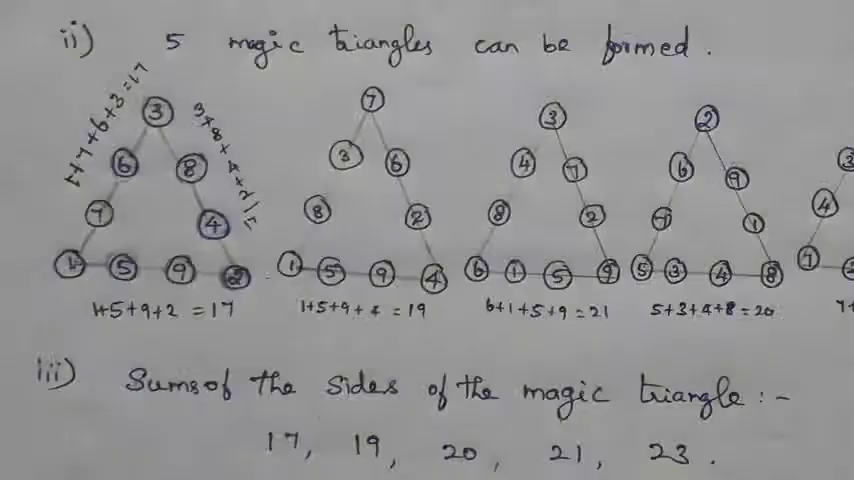 ii) 5 magic triangles can be formed.
1+7+6+3=17
3+8+4+2=17
3 7 3 2 3
6 8 3 6 4 7 6 9 4
7 4 8 2 8 2 7 1
1 5 9 2 1 5 9 4 6 1 5 9 5 3 4 8 7
1+5+9+2 = 17 1+5+9+4 = 19 6+1+5+9 = 21 5+3+4+8 = 20 7+
iii) Sums of the sides of the magic triangle :-
17, 19, 20, 21, 23.